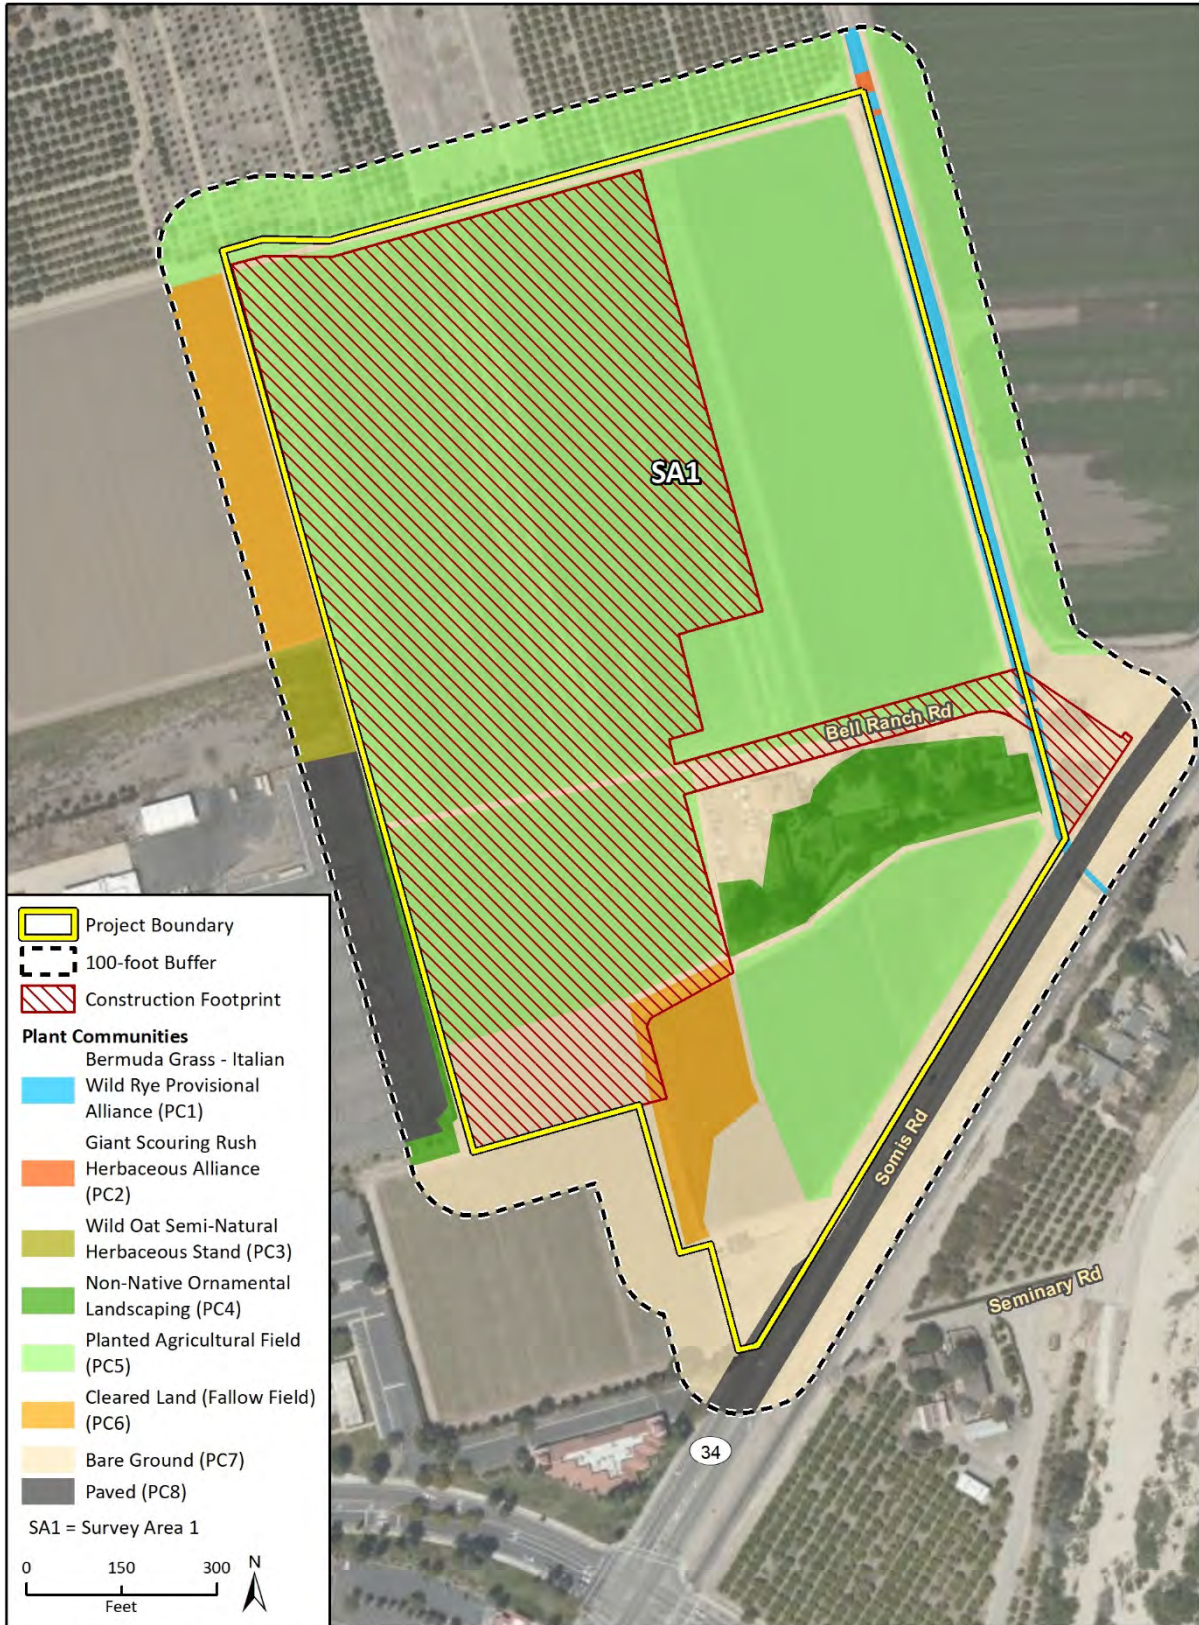 SA1
Bell Ranch Rd
Somis Rd
Seminary Rd
34
Project Boundary
100-foot Buffer
Construction Footprint
Plant Communities
Bermuda Grass - Italian
Wild Rye Provisional
Alliance (PC1)
Giant Scouring Rush
Herbaceous Alliance
(PC2)
Wild Oat Semi-Natural
Herbaceous Stand (PC3)
Non-Native Ornamental
Landscaping (PC4)
Planted Agricultural Field
(PC5)
Cleared Land (Fallow Field)
(PC6)
Bare Ground (PC7)
Paved (PC8)
SA1 = Survey Area 1
0 150 300 N
Feet